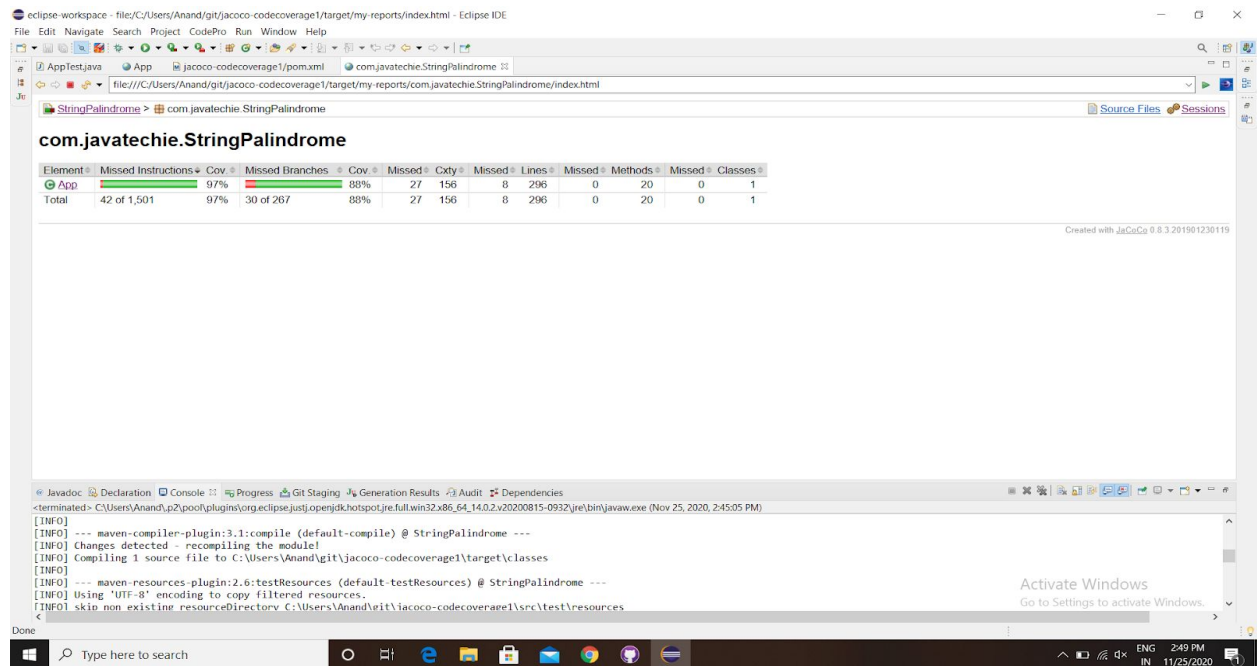 eclipse-workspace - file:/C:/Users/Anand/git/jacoco-codecoverage1/target/my-reports/index.html - Eclipse IDE
File Edit Navigate Search Project CodePro Run Window Help
AppTest.java App jacoco-codecoverage1/pom.xml com.javatechie.StringPalindrome
file:///C:/Users/Anand/git/jacoco-codecoverage1/target/my-reports/com.javatechie.StringPalindrome/index.html
StringPalindrome > com.javatechie.StringPalindrome Source Files Sessions
com.javatechie.StringPalindrome
Element Missed Instructions Cov. Missed Branches Cov. Missed Cxty Missed Lines Missed Methods Missed Classes
App 97% 88% 27 156 8 296 0 20 0 1
Total 42 of 1,501 97% 30 of 267 88% 27 156 8 296 0 20 0 1
Created with JaCoCo 0.8.3.201901230119
Javadoc Declaration Console Progress Git Staging Generation Results Audit Dependencies
<terminated> C:\Users\Anand\.p2\pool\plugins\org.eclipse.justj.openjdk.hotspot.jre.full.win32.x86_64_14.0.2.v20200815-0932\jre\bin\javaw.exe (Nov 25, 2020, 2:45:05 PM)
[INFO]
[INFO] --- maven-compiler-plugin:3.1:compile (default-compile) @ StringPalindrome ---
[INFO] Changes detected - recompiling the module!
[INFO] Compiling 1 source file to C:\Users\Anand\git\jacoco-codecoverage1\target\classes
[INFO]
[INFO] --- maven-resources-plugin:2.6:testResources (default-testResources) @ StringPalindrome ---
[INFO] Using 'UTF-8' encoding to copy filtered resources.
[INFO] skip non existing resourceDirectory C:\Users\Anand\git\jacoco-codecoverage1\src\test\resources
Activate Windows
Go to Settings to activate Windows.
Done
Type here to search
ENG 2:49 PM
IN 11/25/2020